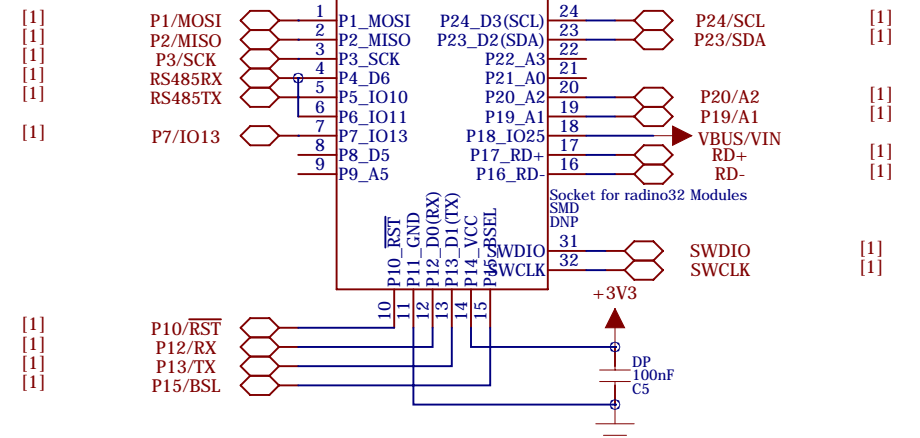 [1] P1/MOSI 1 P1_MOSI P24_D3(SCL) 24 P24/SCL [1]
[1] P2/MISO 2 P2_MISO P23_D2(SDA) 23 P23/SDA [1]
[1] P3/SCK 3 P3_SCK P22_A3 22
[1] RS485RX 4 P4_D6 P21_A0 21
[1] RS485TX 5 P5_IO10 P20_A2 20 P20/A2 [1]
6 P6_IO11 P19_A1 19 P19/A1 [1]
[1] P7/IO13 7 P7_IO13 P18_IO25 18 VBUS/VIN
8 P8_D5 P17_RD+ 17 RD+ [1]
9 P9_A5 P16_RD- 16 RD- [1]
Socket for radino32 Modules
SMD
DNP
SWDIO 31 SWDIO [1]
SWCLK 32 SWCLK [1]
P10_RST
P11_GND
P12_D0(RX)
P13_D1(TX)
P14_VCC
P15_BSEL
10 11 12 13 14 15
+3V3
[1] P10/RST
[1] P12/RX
[1] P13/TX
[1] P15/BSL
DP
100nF
C5